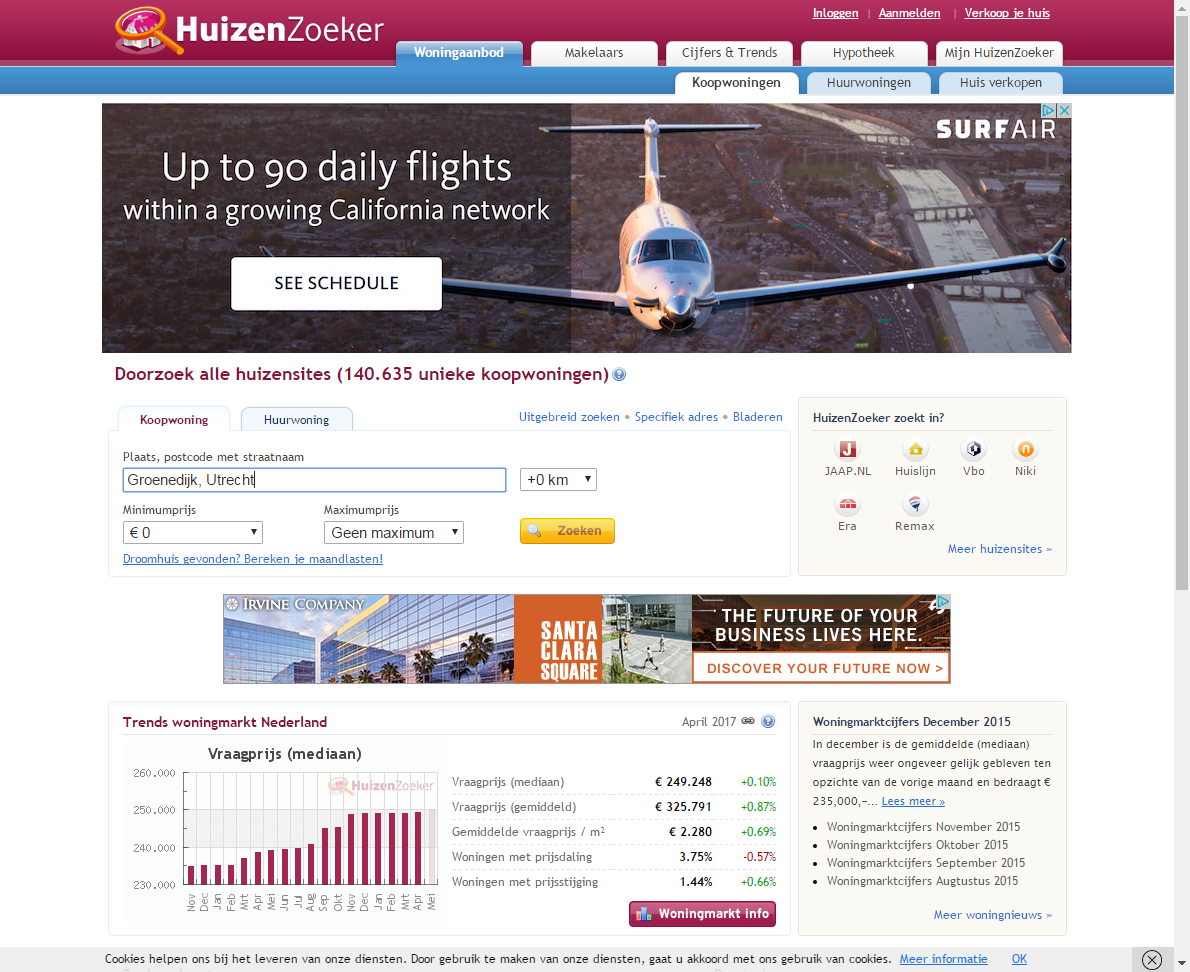 HuizenZoeker
Inloggen | Aanmelden | Verkoop je huis
Woningaanbod
Makelaars
Cijfers & Trends
Hypotheek
Mijn HuizenZoeker
Koopwoningen
Huurwoningen
Huis verkopen
SURFAIR
Up to 90 daily flights
within a growing California network
SEE SCHEDULE
Doorzoek alle huizensites (140.635 unieke koopwoningen)
Koopwoning
Huurwoning
Uitgebreid zoeken • Specifiek adres • Bladeren
Plaats, postcode met straatnaam
Groenedijk, Utrecht
+0 km
Minimumprijs
Maximumprijs
€ 0
Geen maximum
Zoeken
Droomhuis gevonden? Bereken je maandlasten!
HuizenZoeker zoekt in?
JAAP.NL
Huislijn
Vbo
Niki
Era
Remax
Meer huizensites »
IRVINE COMPANY
SANTA
CLARA
SQUARE
THE FUTURE OF YOUR
BUSINESS LIVES HERE.
DISCOVER YOUR FUTURE NOW >
Trends woningmarkt Nederland
April 2017
Vraagprijs (mediaan)
HuizenZoeker
260.000
250.000
240.000
230.000
Nov Dec Jan Feb Mrt Apr Mei Jun Jul Aug Sep Okt Nov Dec Jan Feb Mrt Apr Mei
Vraagprijs (mediaan) € 249.248 +0.10%
Vraagprijs (gemiddeld) € 325.791 +0.87%
Gemiddelde vraagprijs / m² € 2.280 +0.69%
Woningen met prijsdaling 3.75% -0.57%
Woningen met prijsstijging 1.44% +0.66%
Woningmarkt info
Woningmarktcijfers December 2015
In december is de gemiddelde (mediaan)
vraagprijs weer ongeveer gelijk gebleven ten
opzichte van de vorige maand en bedraagt €
235,000,–... Lees meer »
• Woningmarktcijfers November 2015
• Woningmarktcijfers Oktober 2015
• Woningmarktcijfers September 2015
• Woningmarktcijfers Augtustus 2015
Meer woningnieuws »
Cookies helpen ons bij het leveren van onze diensten. Door gebruik te maken van onze diensten, gaat u akkoord met ons gebruik van cookies. Meer informatie OK